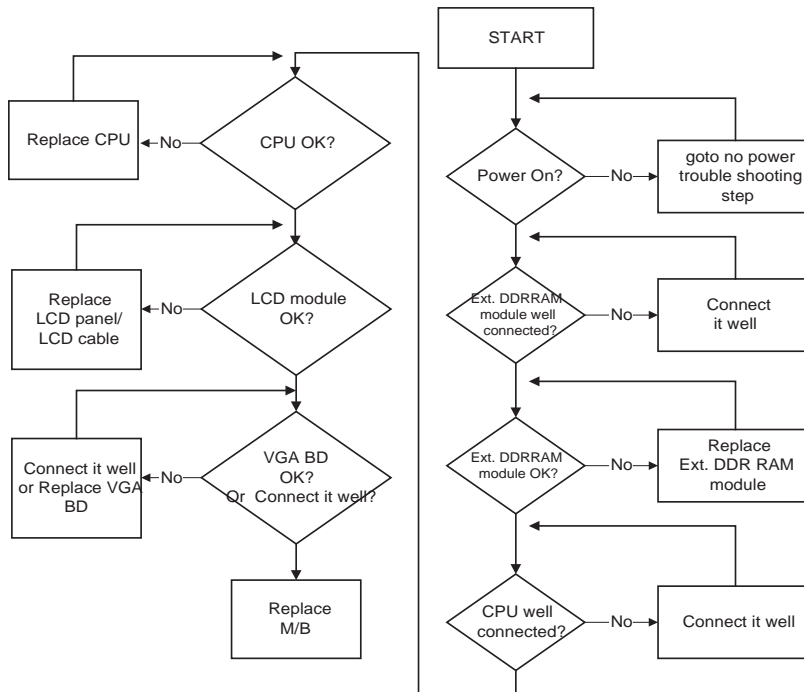 START
Power On?
No
goto no power
trouble shooting
step
Ext. DDRRAM
module well
connected?
No
Connect
it well
Ext. DDRRAM
module OK?
No
Replace
Ext. DDR RAM
module
CPU well
connected?
No
Connect it well
CPU OK?
No
Replace CPU
LCD module
OK?
No
Replace
LCD panel/
LCD cable
VGA BD
OK?
Or Connect it well?
No
Connect it well
or Replace VGA
BD
Replace
M/B